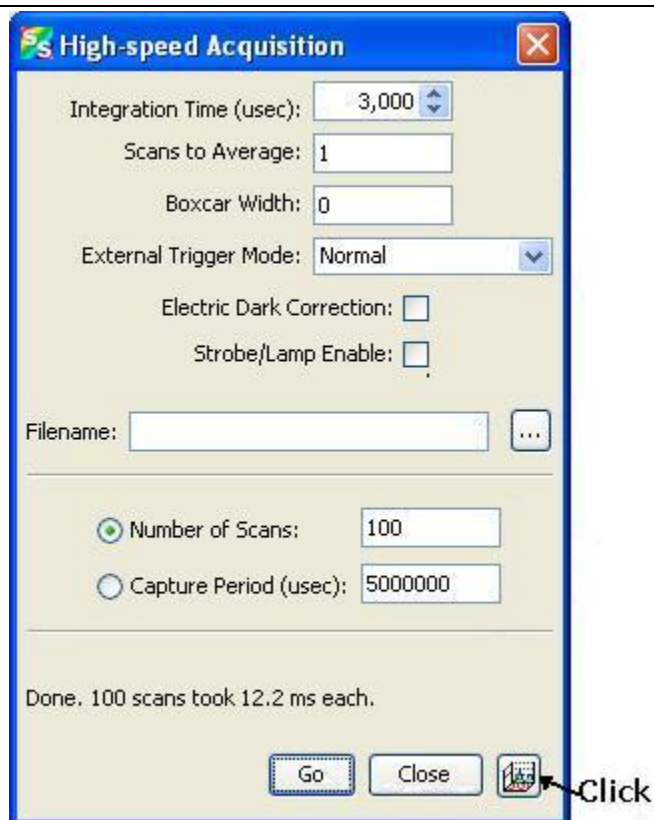 High-speed Acquisition
Integration Time (usec): 3,000
Scans to Average: 1
Boxcar Width: 0
External Trigger Mode: Normal
Electric Dark Correction:
Strobe/Lamp Enable:
Filename: ...
Number of Scans: 100
Capture Period (usec): 5000000
Done. 100 scans took 12.2 ms each.
Go Close Click